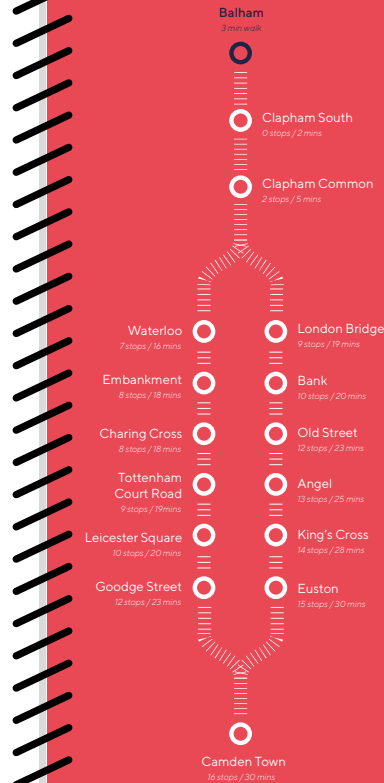 Balham
3 min walk
Clapham South
0 stops / 2 mins
Clapham Common
2 stops / 5 mins
Waterloo
7 stops / 16 mins
London Bridge
9 stops / 19 mins
Embankment
8 stops / 18 mins
Bank
10 stops / 20 mins
Charing Cross
8 stops / 18 mins
Old Street
12 stops / 23 mins
Tottenham
Court Road
9 stops / 19mins
Angel
13 stops / 25 mins
Leicester Square
10 stops / 20 mins
King's Cross
14 stops / 28 mins
Goodge Street
12 stops / 23 mins
Euston
15 stops / 30 mins
Camden Town
16 stops / 30 mins